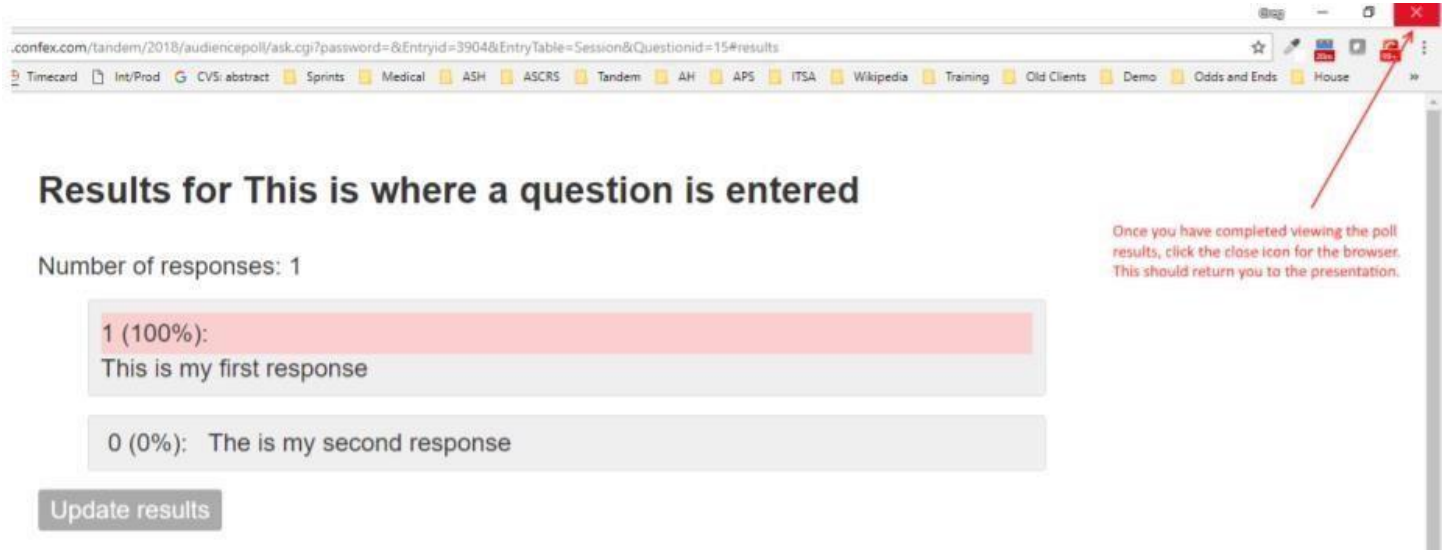 Greg
.confex.com/tandem/2018/audiencepoll/ask.cgi?password=&Entryid=3904&EntryTable=Session&Questionid=15#results
Timecard Int/Prod CVS: abstract Sprints Medical ASH ASCRS Tandem AH APS ITSA Wikipedia Training Old Clients Demo Odds and Ends House »
Results for This is where a question is entered
Once you have completed viewing the poll
results, click the close icon for the browser.
This should return you to the presentation.
Number of responses: 1
1 (100%):
This is my first response
0 (0%): The is my second response
Update results